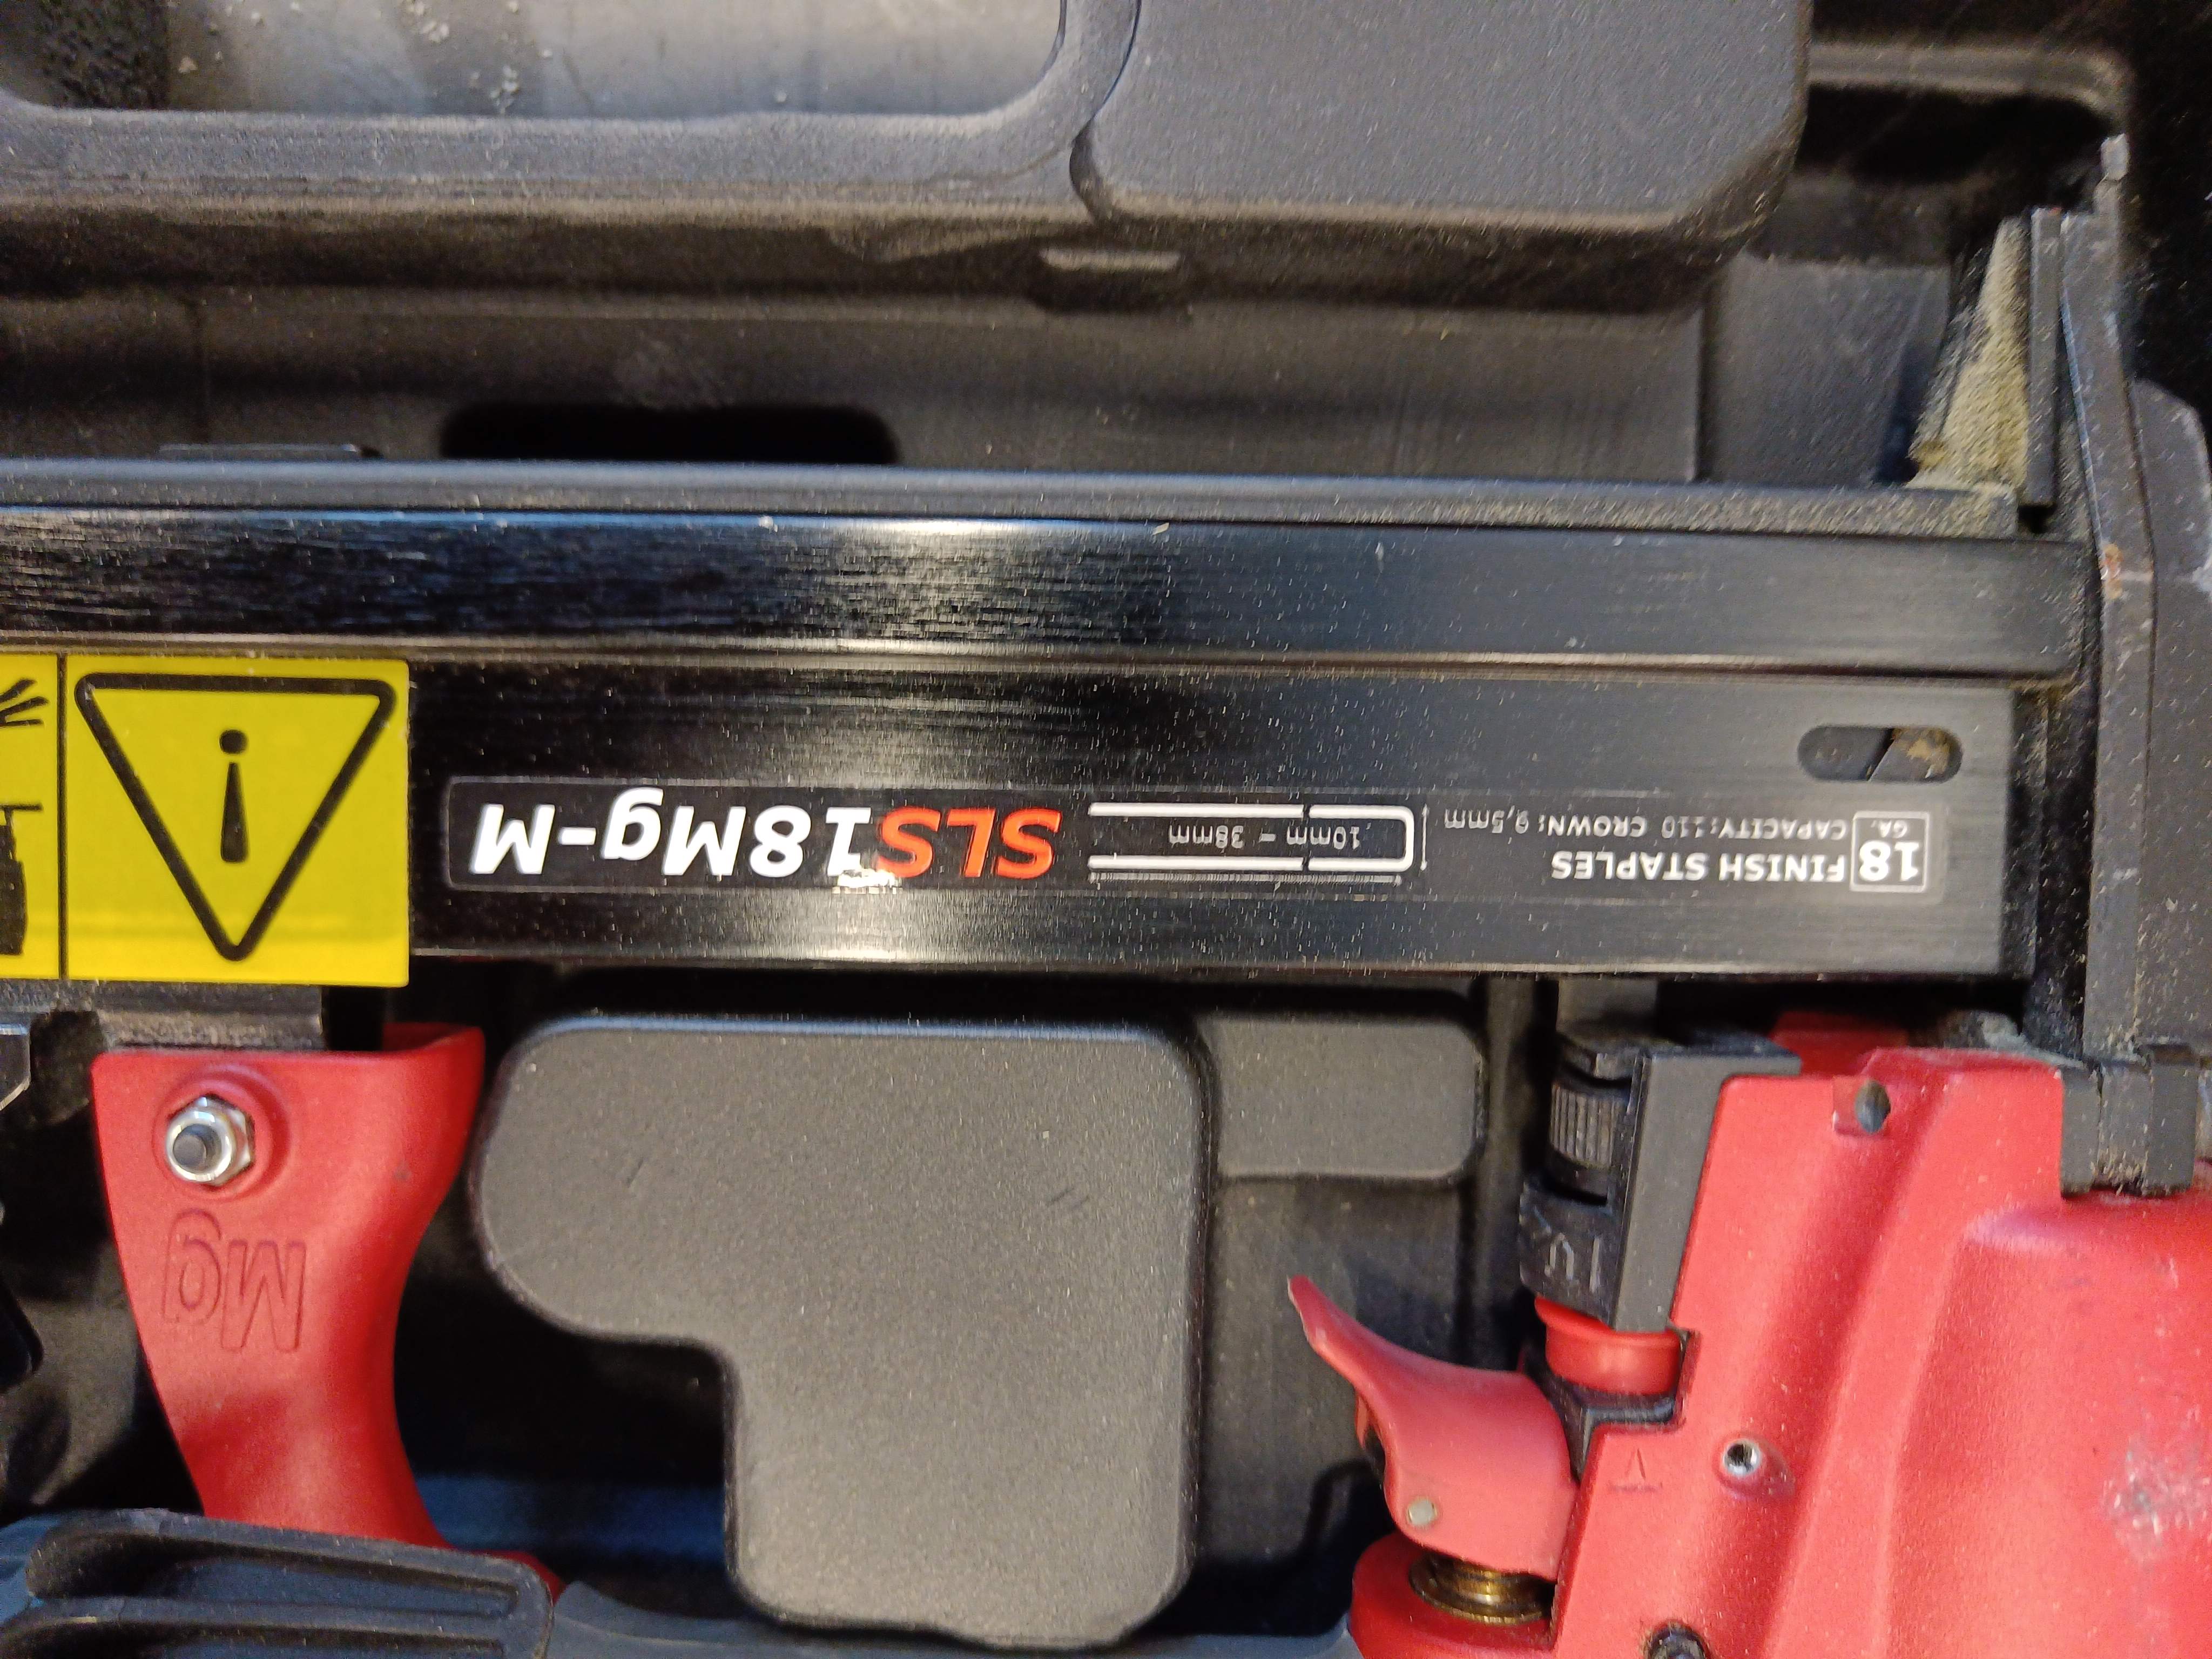 18
GA.
FINISH STAPLES
CAPACITY:110 CROWN: 9,5mm
10mm - 38mm
SLS18Mg-M
Mg